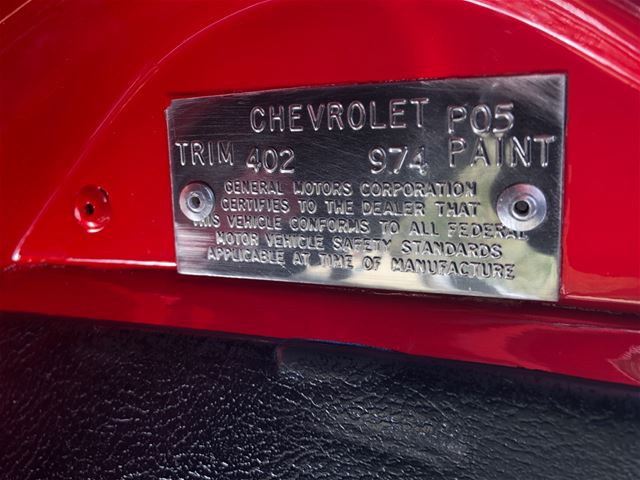 CHEVROLET P05
TRIM 402 974 PAINT
GENERAL MOTORS CORPORATION
CERTIFIES TO THE DEALER THAT
THIS VEHICLE CONFORMS TO ALL FEDERAL
MOTOR VEHICLE SAFETY STANDARDS
APPLICABLE AT TIME OF MANUFACTURE